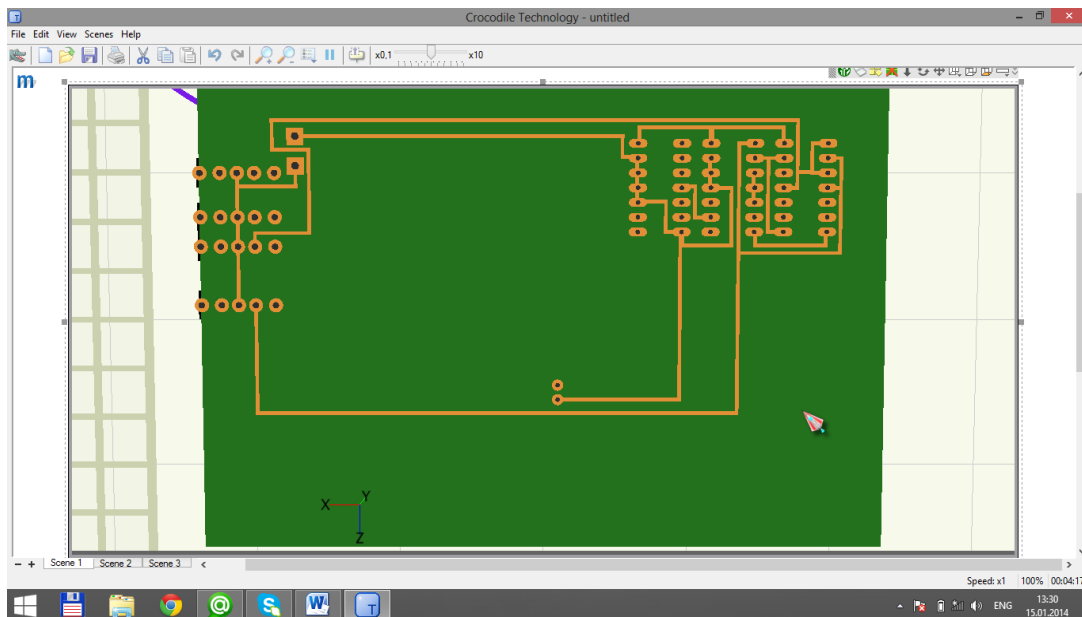 Crocodile Technology - untitled
File Edit View Scenes Help
x0.1 x10
m
X Y
Z
Scene 1 Scene 2 Scene 3
Speed: x1 100% 00:04:17
ENG 13:30
15.01.2014